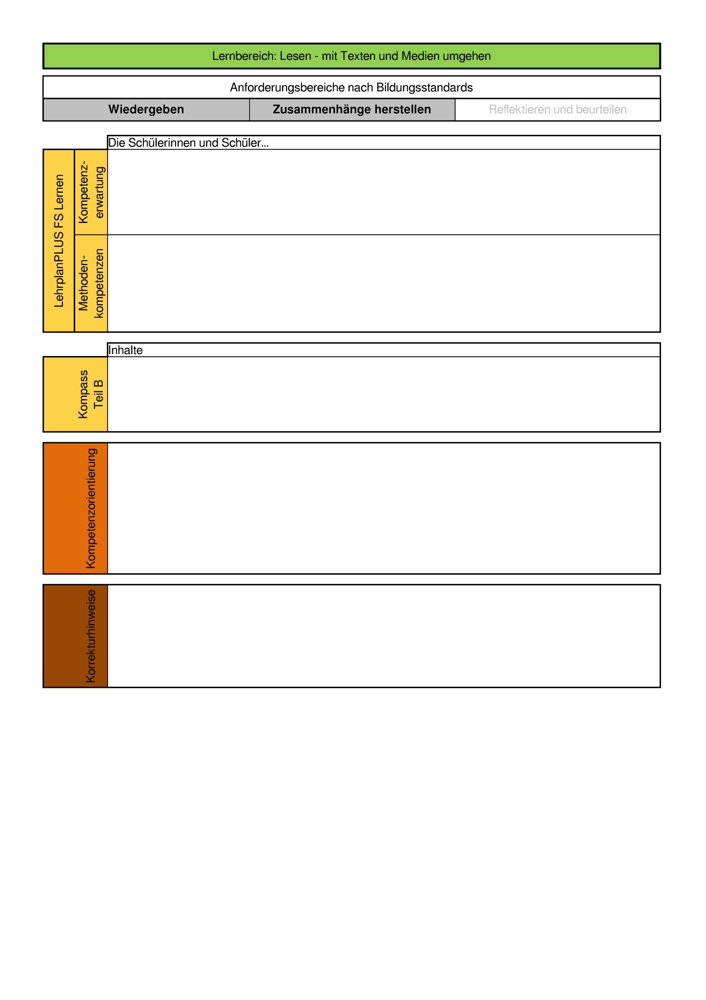 Lernbereich: Lesen - mit Texten und Medien umgehen
Anforderungsbereiche nach Bildungsstandards
Wiedergeben
Zusammenhänge herstellen
Reflektieren und beurteilen
Die Schülerinnen und Schüler...
LehrplanPLUS FS Lernen
Kompetenz-
erwartung
Methoden-
kompetenzen
Inhalte
Kompass
Teil B
Kompetenzorientierung
Korrekturhinweise